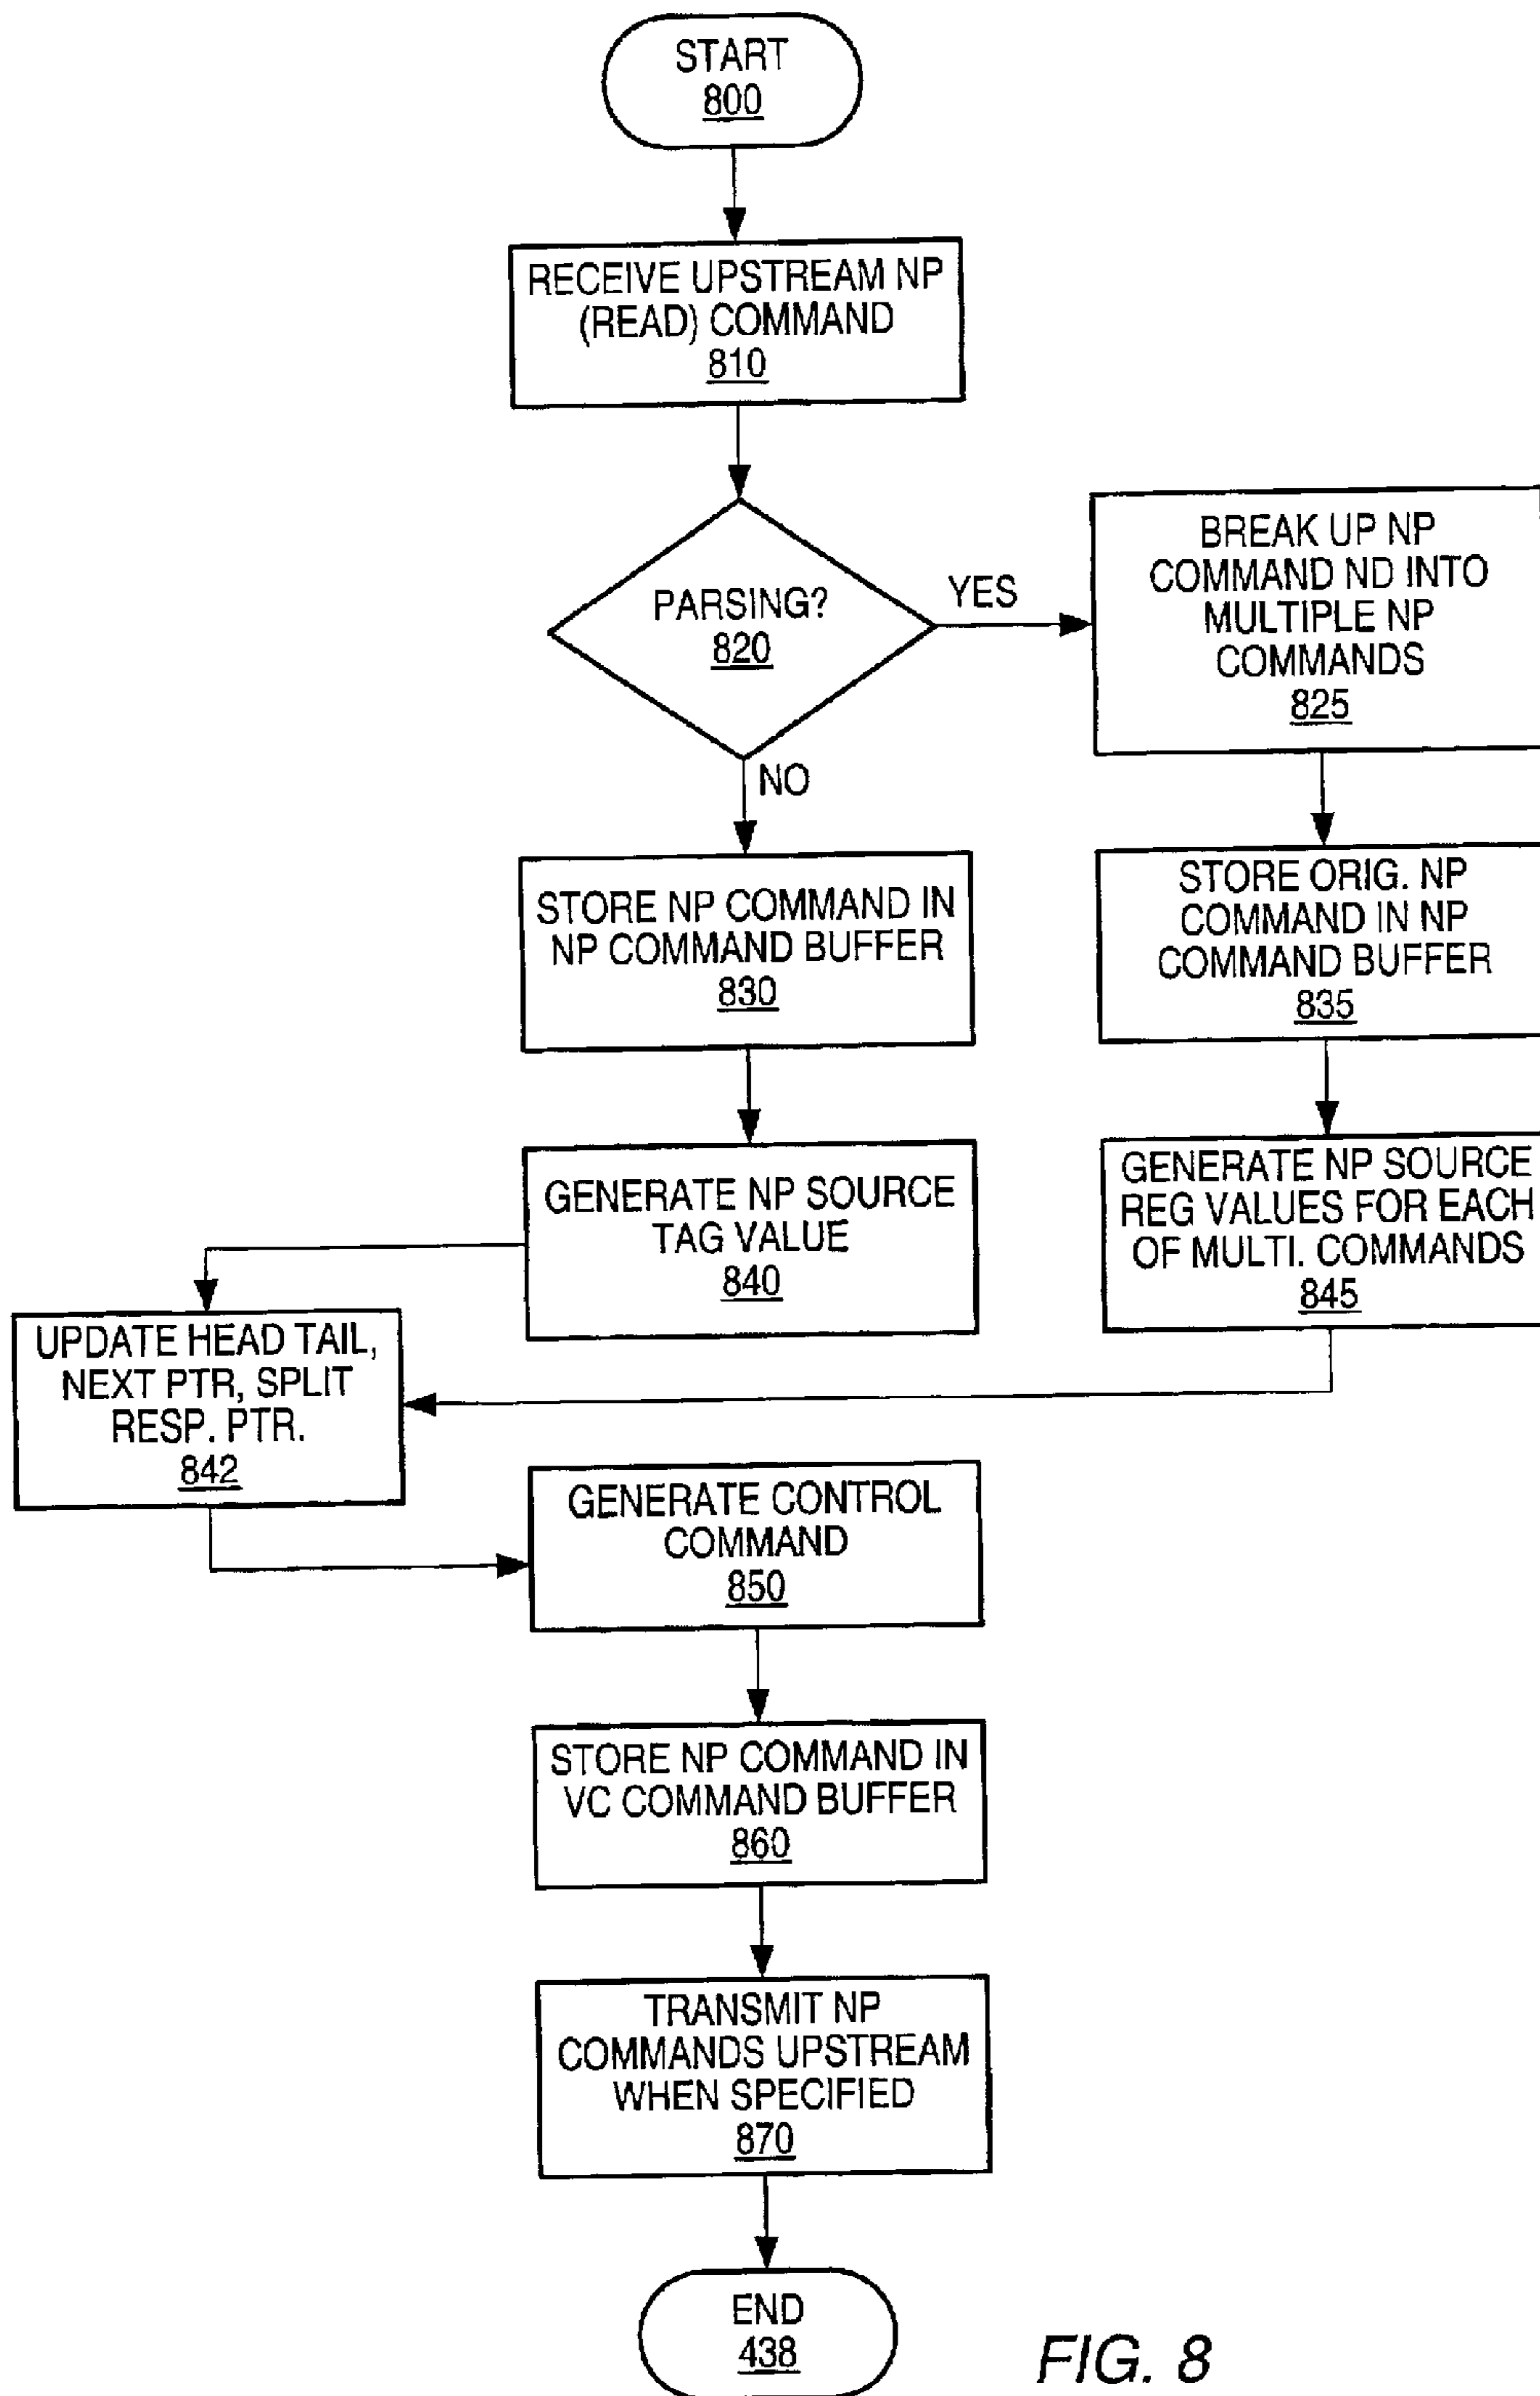 START
800
RECEIVE UPSTREAM NP
(READ) COMMAND
810
PARSING?
820
YES
NO
BREAK UP NP
COMMAND ND INTO
MULTIPLE NP
COMMANDS
825
STORE NP COMMAND IN
NP COMMAND BUFFER
830
STORE ORIG. NP
COMMAND IN NP
COMMAND BUFFER
835
GENERATE NP SOURCE
TAG VALUE
840
GENERATE NP SOURCE
REG VALUES FOR EACH
OF MULTI. COMMANDS
845
UPDATE HEAD TAIL,
NEXT PTR, SPLIT
RESP. PTR.
842
GENERATE CONTROL
COMMAND
850
STORE NP COMMAND IN
VC COMMAND BUFFER
860
TRANSMIT NP
COMMANDS UPSTREAM
WHEN SPECIFIED
870
END
438
FIG. 8